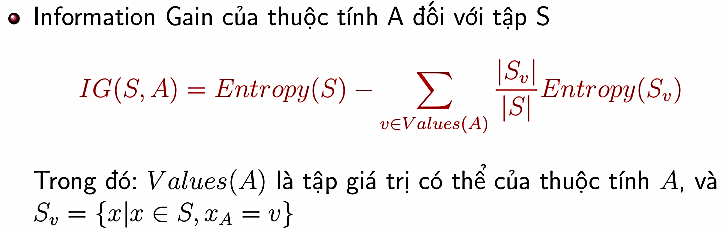 Information Gain của thuộc tính A đối với tập S
IG(S, A) = Entropy(S) − ∑_{v∈Values(A)} |S_v|/|S| Entropy(S_v)
Trong đó: Values(A) là tập giá trị có thể của thuộc tính A, và
S_v = {x|x ∈ S, x_A = v}